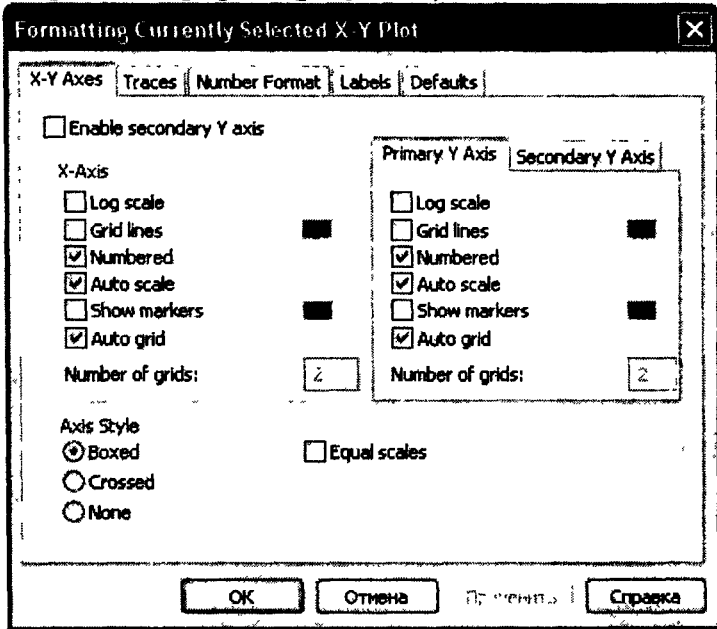 Formatting Currently Selected X-Y Plot
X-Y Axes Traces Number Format Labels Defaults
Enable secondary Y axis
Primary Y Axis Secondary Y Axis
X-Axis
Log scale Log scale
Grid lines Grid lines
Numbered Numbered
Auto scale Auto scale
Show markers Show markers
Auto grid Auto grid
Number of grids: 2 Number of grids: 2
Axis Style
Boxed Equal scales
Crossed
None
OK Отмена Применить Справка